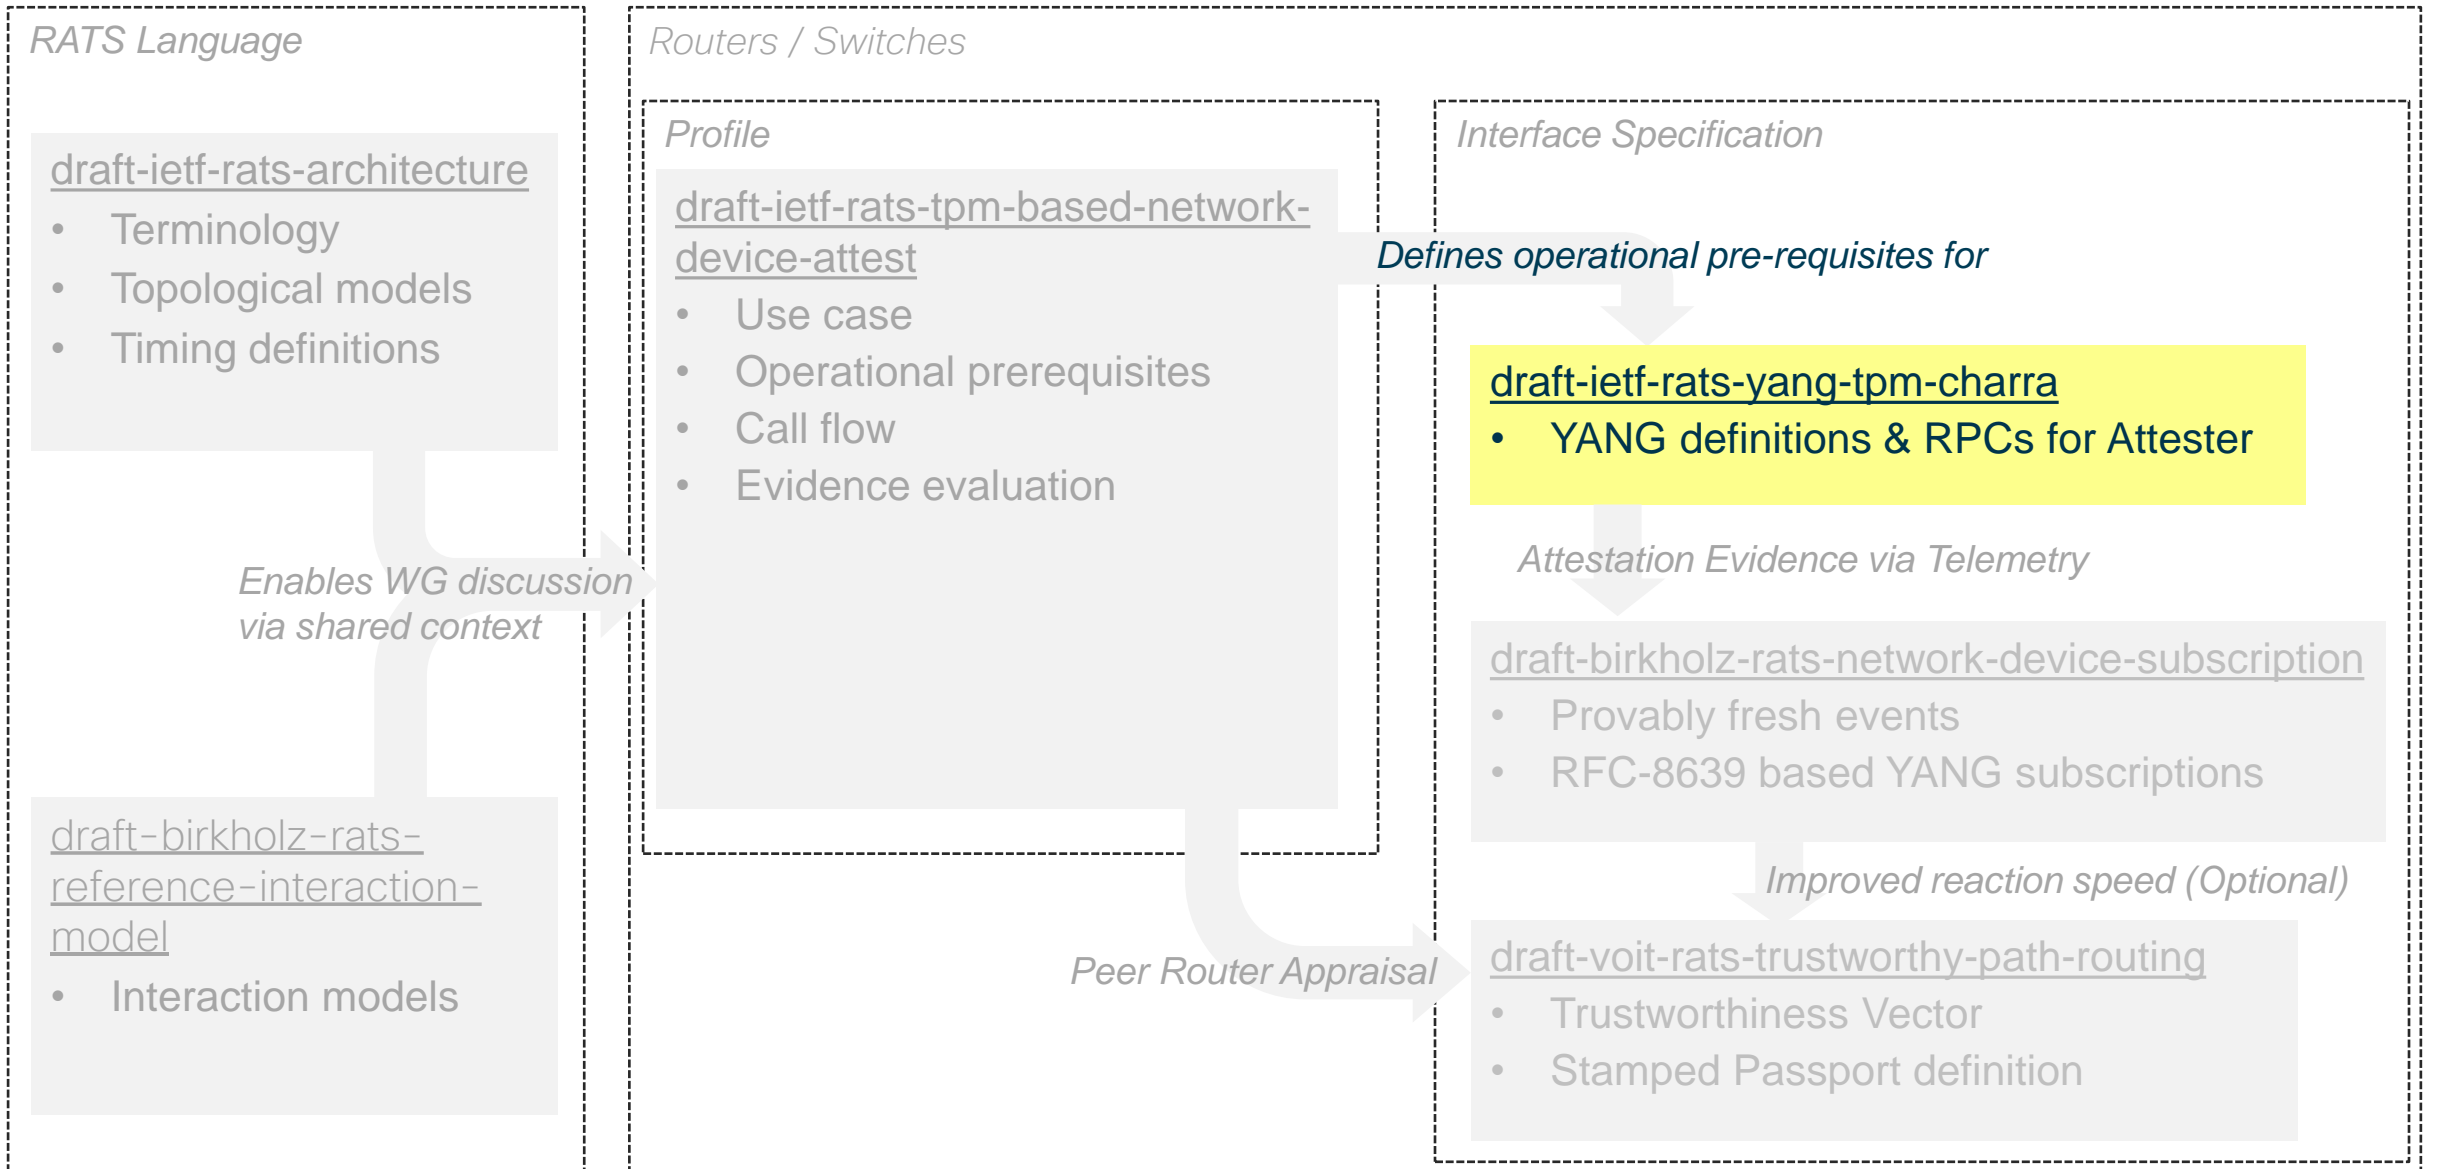 RATS Language
draft-ietf-rats-architecture
• Terminology
• Topological models
• Timing definitions
Enables WG discussion
via shared context
draft-birkholz-rats-
reference-interaction-
model
• Interaction models
Routers / Switches
Profile
draft-ietf-rats-tpm-based-network-
device-attest
• Use case
• Operational prerequisites
• Call flow
• Evidence evaluation
Peer Router Appraisal
Interface Specification
Defines operational pre-requisites for
draft-ietf-rats-yang-tpm-charra
• YANG definitions & RPCs for Attester
Attestation Evidence via Telemetry
draft-birkholz-rats-network-device-subscription
• Provably fresh events
• RFC-8639 based YANG subscriptions
Improved reaction speed (Optional)
draft-voit-rats-trustworthy-path-routing
• Trustworthiness Vector
• Stamped Passport definition